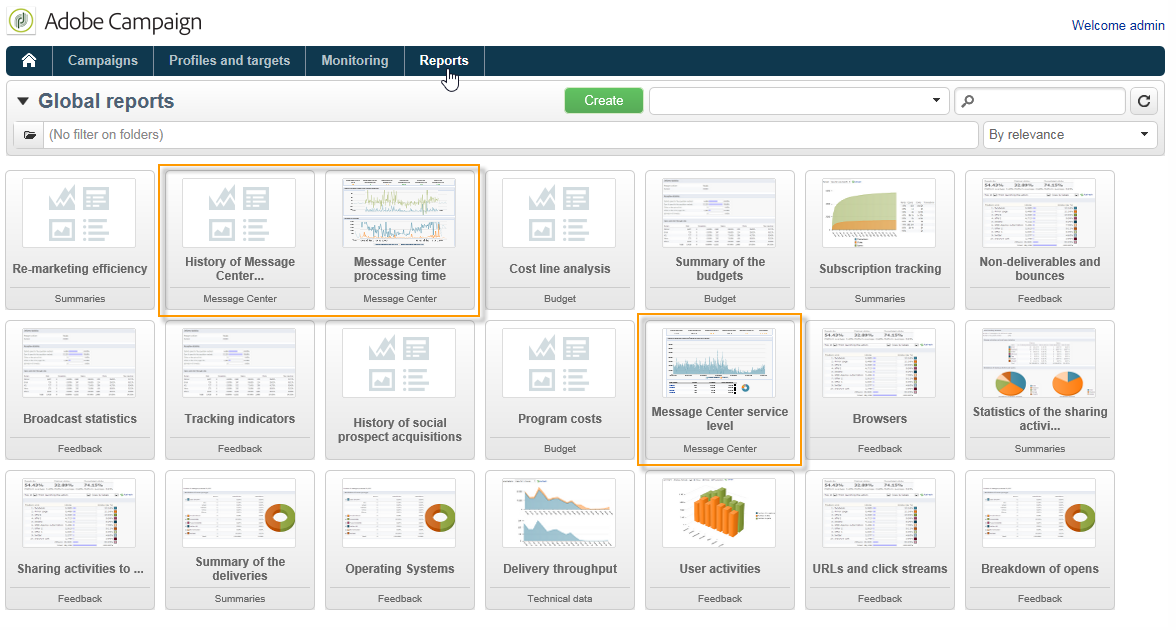 Adobe Campaign
Welcome admin
Campaigns
Profiles and targets
Monitoring
Reports
Global reports
Create
(No filter on folders)
By relevance
Re-marketing efficiency
Summaries
History of Message
Center...
Message Center
Message Center
processing time
Message Center
Cost line analysis
Budget
Summary of the
budgets
Budget
Subscription tracking
Summaries
Non-deliverables and
bounces
Feedback
Broadcast statistics
Feedback
Tracking indicators
Feedback
History of social
prospect acquisitions
Program costs
Budget
Message Center service
level
Message Center
Browsers
Feedback
Statistics of the sharing
activi...
Summaries
Sharing activities to ...
Feedback
Summary of the
deliveries
Summaries
Operating Systems
Feedback
Delivery throughput
Technical data
User activities
Feedback
URLs and click streams
Feedback
Breakdown of opens
Feedback